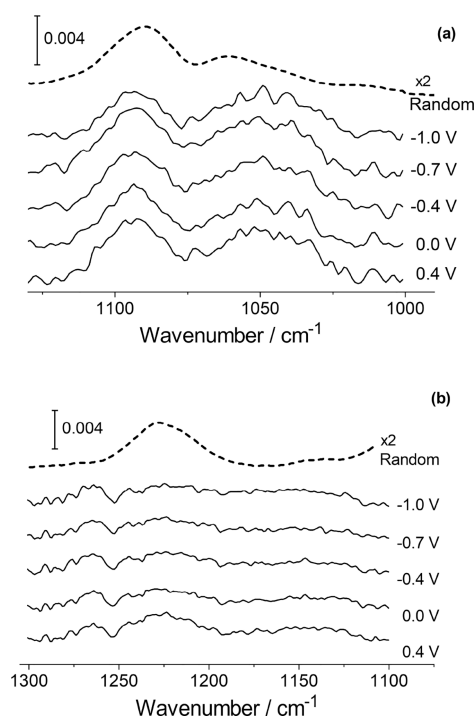 (a)
0.004
x2
Random
-1.0 V
-0.7 V
-0.4 V
0.0 V
0.4 V
1100 1050 1000
Wavenumber / cm-1
(b)
0.004
x2
Random
-1.0 V
-0.7 V
-0.4 V
0.0 V
0.4 V
1300 1250 1200 1150 1100
Wavenumber / cm-1